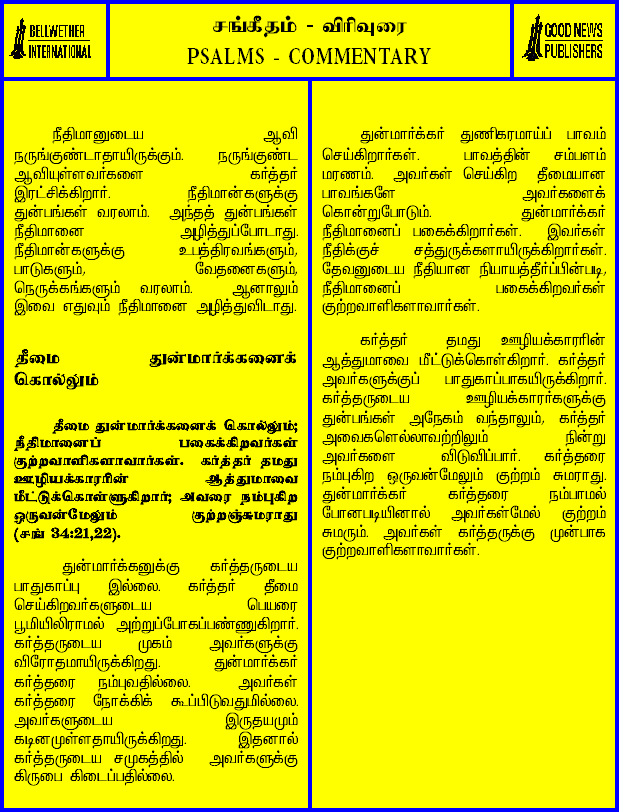 BELLWETHER
INTERNATIONAL
சங்கீதம் - விரிவுரை
PSALMS - COMMENTARY
GOOD NEWS
PUBLISHERS
நீதிமானுடைய ஆவி
நருங்குண்டாதாயிருக்கும். நருங்குண்ட
ஆவியுள்ளவர்களை கர்த்தர்
இரட்சிக்கிறார். நீதிமான்களுக்கு
துன்பங்கள் வரலாம். அந்தத் துன்பங்கள்
நீதிமானை அழித்துப்போடாது.
நீதிமான்களுக்கு உபத்திரவங்களும்,
பாடுகளும், வேதனைகளும்,
நெருக்கங்களும் வரலாம். ஆனாலும்
இவை எதுவும் நீதிமானை அழித்துவிடாது.
தீமை துன்மார்க்கனைக்
கொல்லும்
தீமை துன்மார்க்கனைக் கொல்லும்;
நீதிமானைப் பகைக்கிறவர்கள்
குற்றவாளிகளாவார்கள். கர்த்தர் தமது
ஊழியக்காரரின் ஆத்துமாவை
மீட்டுக்கொள்ளுகிறார்; அவரை நம்புகிற
ஒருவன்மேலும் குற்றஞ்சுமராது
(சங் 34:21,22).
துன்மார்க்கனுக்கு கர்த்தருடைய
பாதுகாப்பு இல்லை. கர்த்தர் தீமை
செய்கிறவர்களுடைய பெயரை
பூமியிலிராமல் அற்றுப்போகப்பண்ணுகிறார்.
கர்த்தருடைய முகம் அவர்களுக்கு
விரோதமாயிருக்கிறது. துன்மார்க்கர்
கர்த்தரை நம்புவதில்லை. அவர்கள்
கர்த்தரை நோக்கிக் கூப்பிடுவதுமில்லை.
அவர்களுடைய இருதயமும்
கடினமுள்ளதாயிருக்கிறது. இதனால்
கர்த்தருடைய சமுகத்தில் அவர்களுக்கு
கிருபை கிடைப்பதில்லை.
துன்மார்க்கர் துணிகரமாய்ப் பாவம்
செய்கிறார்கள். பாவத்தின் சம்பளம்
மரணம். அவர்கள் செய்கிற தீமையான
பாவங்களே அவர்களைக்
கொன்றுபோடும். துன்மார்க்கர்
நீதிமானைப் பகைக்கிறார்கள். இவர்கள்
நீதிக்குச் சத்துருக்களாயிருக்கிறார்கள்.
தேவனுடைய நீதியான நியாயத்தீர்ப்பின்படி,
நீதிமானைப் பகைக்கிறவர்கள்
குற்றவாளிகளாவார்கள்.
கர்த்தர் தமது ஊழியக்காரரின்
ஆத்துமாவை மீட்டுக்கொள்கிறார். கர்த்தர்
அவர்களுக்குப் பாதுகாப்பாகயிருக்கிறார்.
கர்த்தருடைய ஊழியக்காரர்களுக்கு
துன்பங்கள் அநேகம் வந்தாலும், கர்த்தர்
அவைகளெல்லாவற்றிலும் நின்று
அவர்களை விடுவிப்பார். கர்த்தரை
நம்புகிற ஒருவன்மேலும் குற்றம் சுமராது.
துன்மார்க்கர் கர்த்தரை நம்பாமல்
போனபடியினால் அவர்கள்மேல் குற்றம்
சுமரும். அவர்கள் கர்த்தருக்கு முன்பாக
குற்றவாளிகளாவார்கள்.